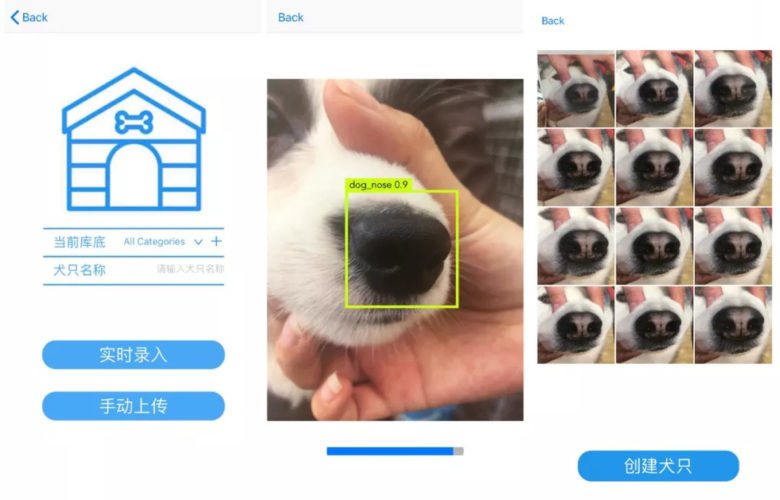 Back
当前库底 All Categories
犬只名称 请输入犬只名称
实时录入
手动上传
Back
dog_nose 0.9
Back
创建犬只